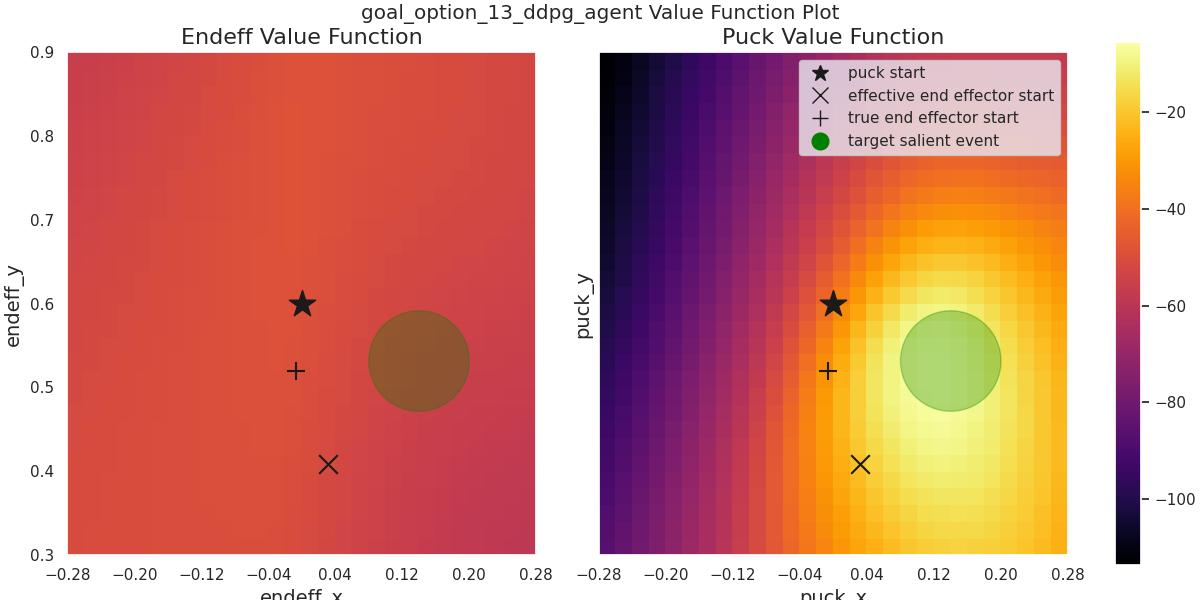 goal_option_13_ddpg_agent Value Function Plot
Endeff Value Function
Puck Value Function
0.9
0.8
0.7
0.6
0.5
0.4
0.3
endeff_y
−0.28 −0.20 −0.12 −0.04 0.04 0.12 0.20 0.28
endeff_x
puck_y
puck start
effective end effector start
true end effector start
target salient event
−0.28 −0.20 −0.12 −0.04 0.04 0.12 0.20 0.28
puck_x
−20
−40
−60
−80
−100